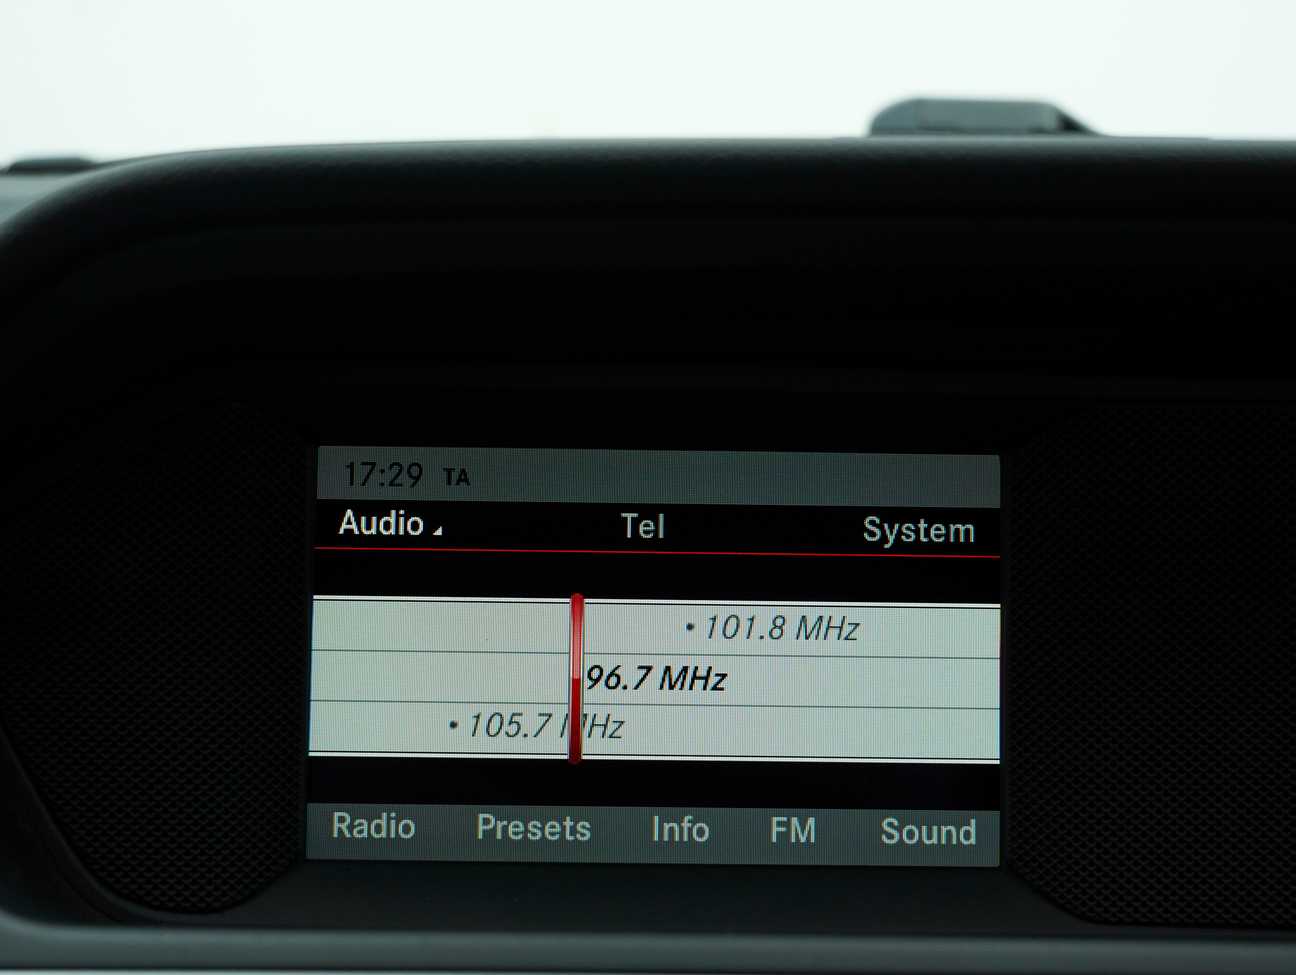 17:29 TA
Audio Tel System
• 101.8 MHz
96.7 MHz
• 105.7 MHz
Radio Presets Info FM Sound